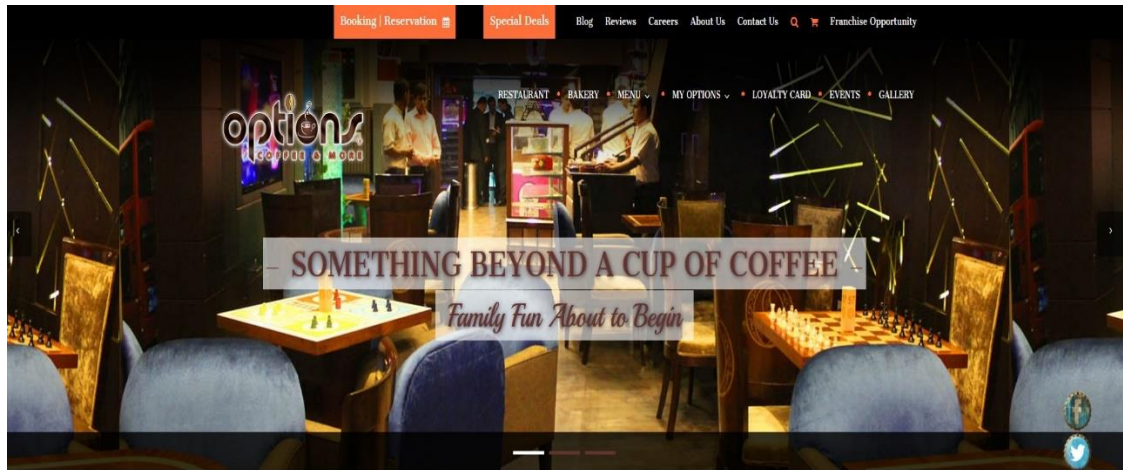 Booking | Reservation
Special Deals
Blog
Reviews
Careers
About Us
Contact Us
Franchise Opportunity
RESTAURANT • BAKERY • MENU • MY OPTIONS • LOYALTY CARD • EVENTS • GALLERY
options
COFFEE & MORE
– SOMETHING BEYOND A CUP OF COFFEE –
Family Fun About to Begin